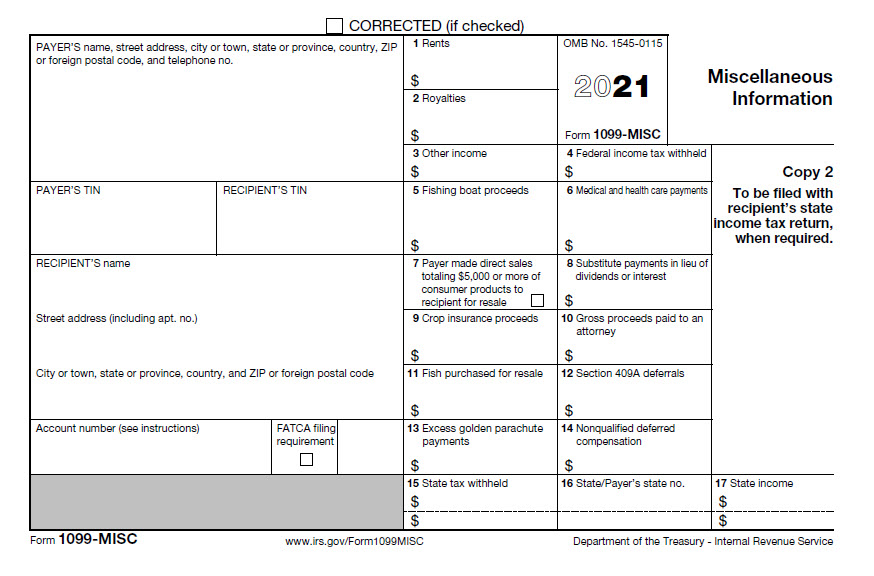 CORRECTED (if checked)
PAYER'S name, street address, city or town, state or province, country, ZIP
or foreign postal code, and telephone no.
1 Rents
$
2 Royalties
$
OMB No. 1545-0115
2021
Form 1099-MISC
Miscellaneous
Information
3 Other income
$
4 Federal income tax withheld
$
Copy 2
To be filed with
recipient's state
income tax return,
when required.
PAYER'S TIN
RECIPIENT'S TIN
5 Fishing boat proceeds
$
6 Medical and health care payments
$
RECIPIENT'S name
7 Payer made direct sales
totaling $5,000 or more of
consumer products to
recipient for resale
8 Substitute payments in lieu of
dividends or interest
$
Street address (including apt. no.)
9 Crop insurance proceeds
$
10 Gross proceeds paid to an
attorney
$
City or town, state or province, country, and ZIP or foreign postal code
11 Fish purchased for resale
$
12 Section 409A deferrals
$
Account number (see instructions)
FATCA filing
requirement
13 Excess golden parachute
payments
$
14 Nonqualified deferred
compensation
$
15 State tax withheld
$
$
16 State/Payer's state no.
17 State income
$
$
Form 1099-MISC
www.irs.gov/Form1099MISC
Department of the Treasury - Internal Revenue Service